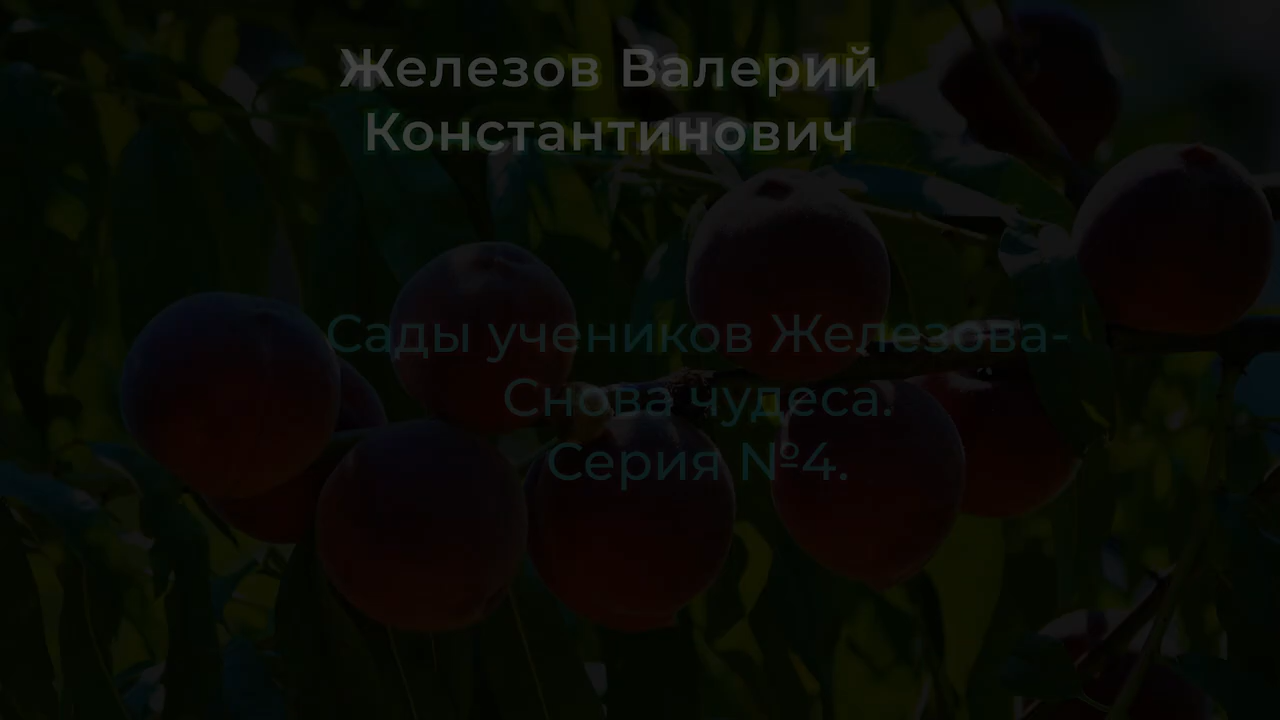 Железов Валерий
Константинович
Сады учеников Железова-
Снова чудеса.
Серия №4.